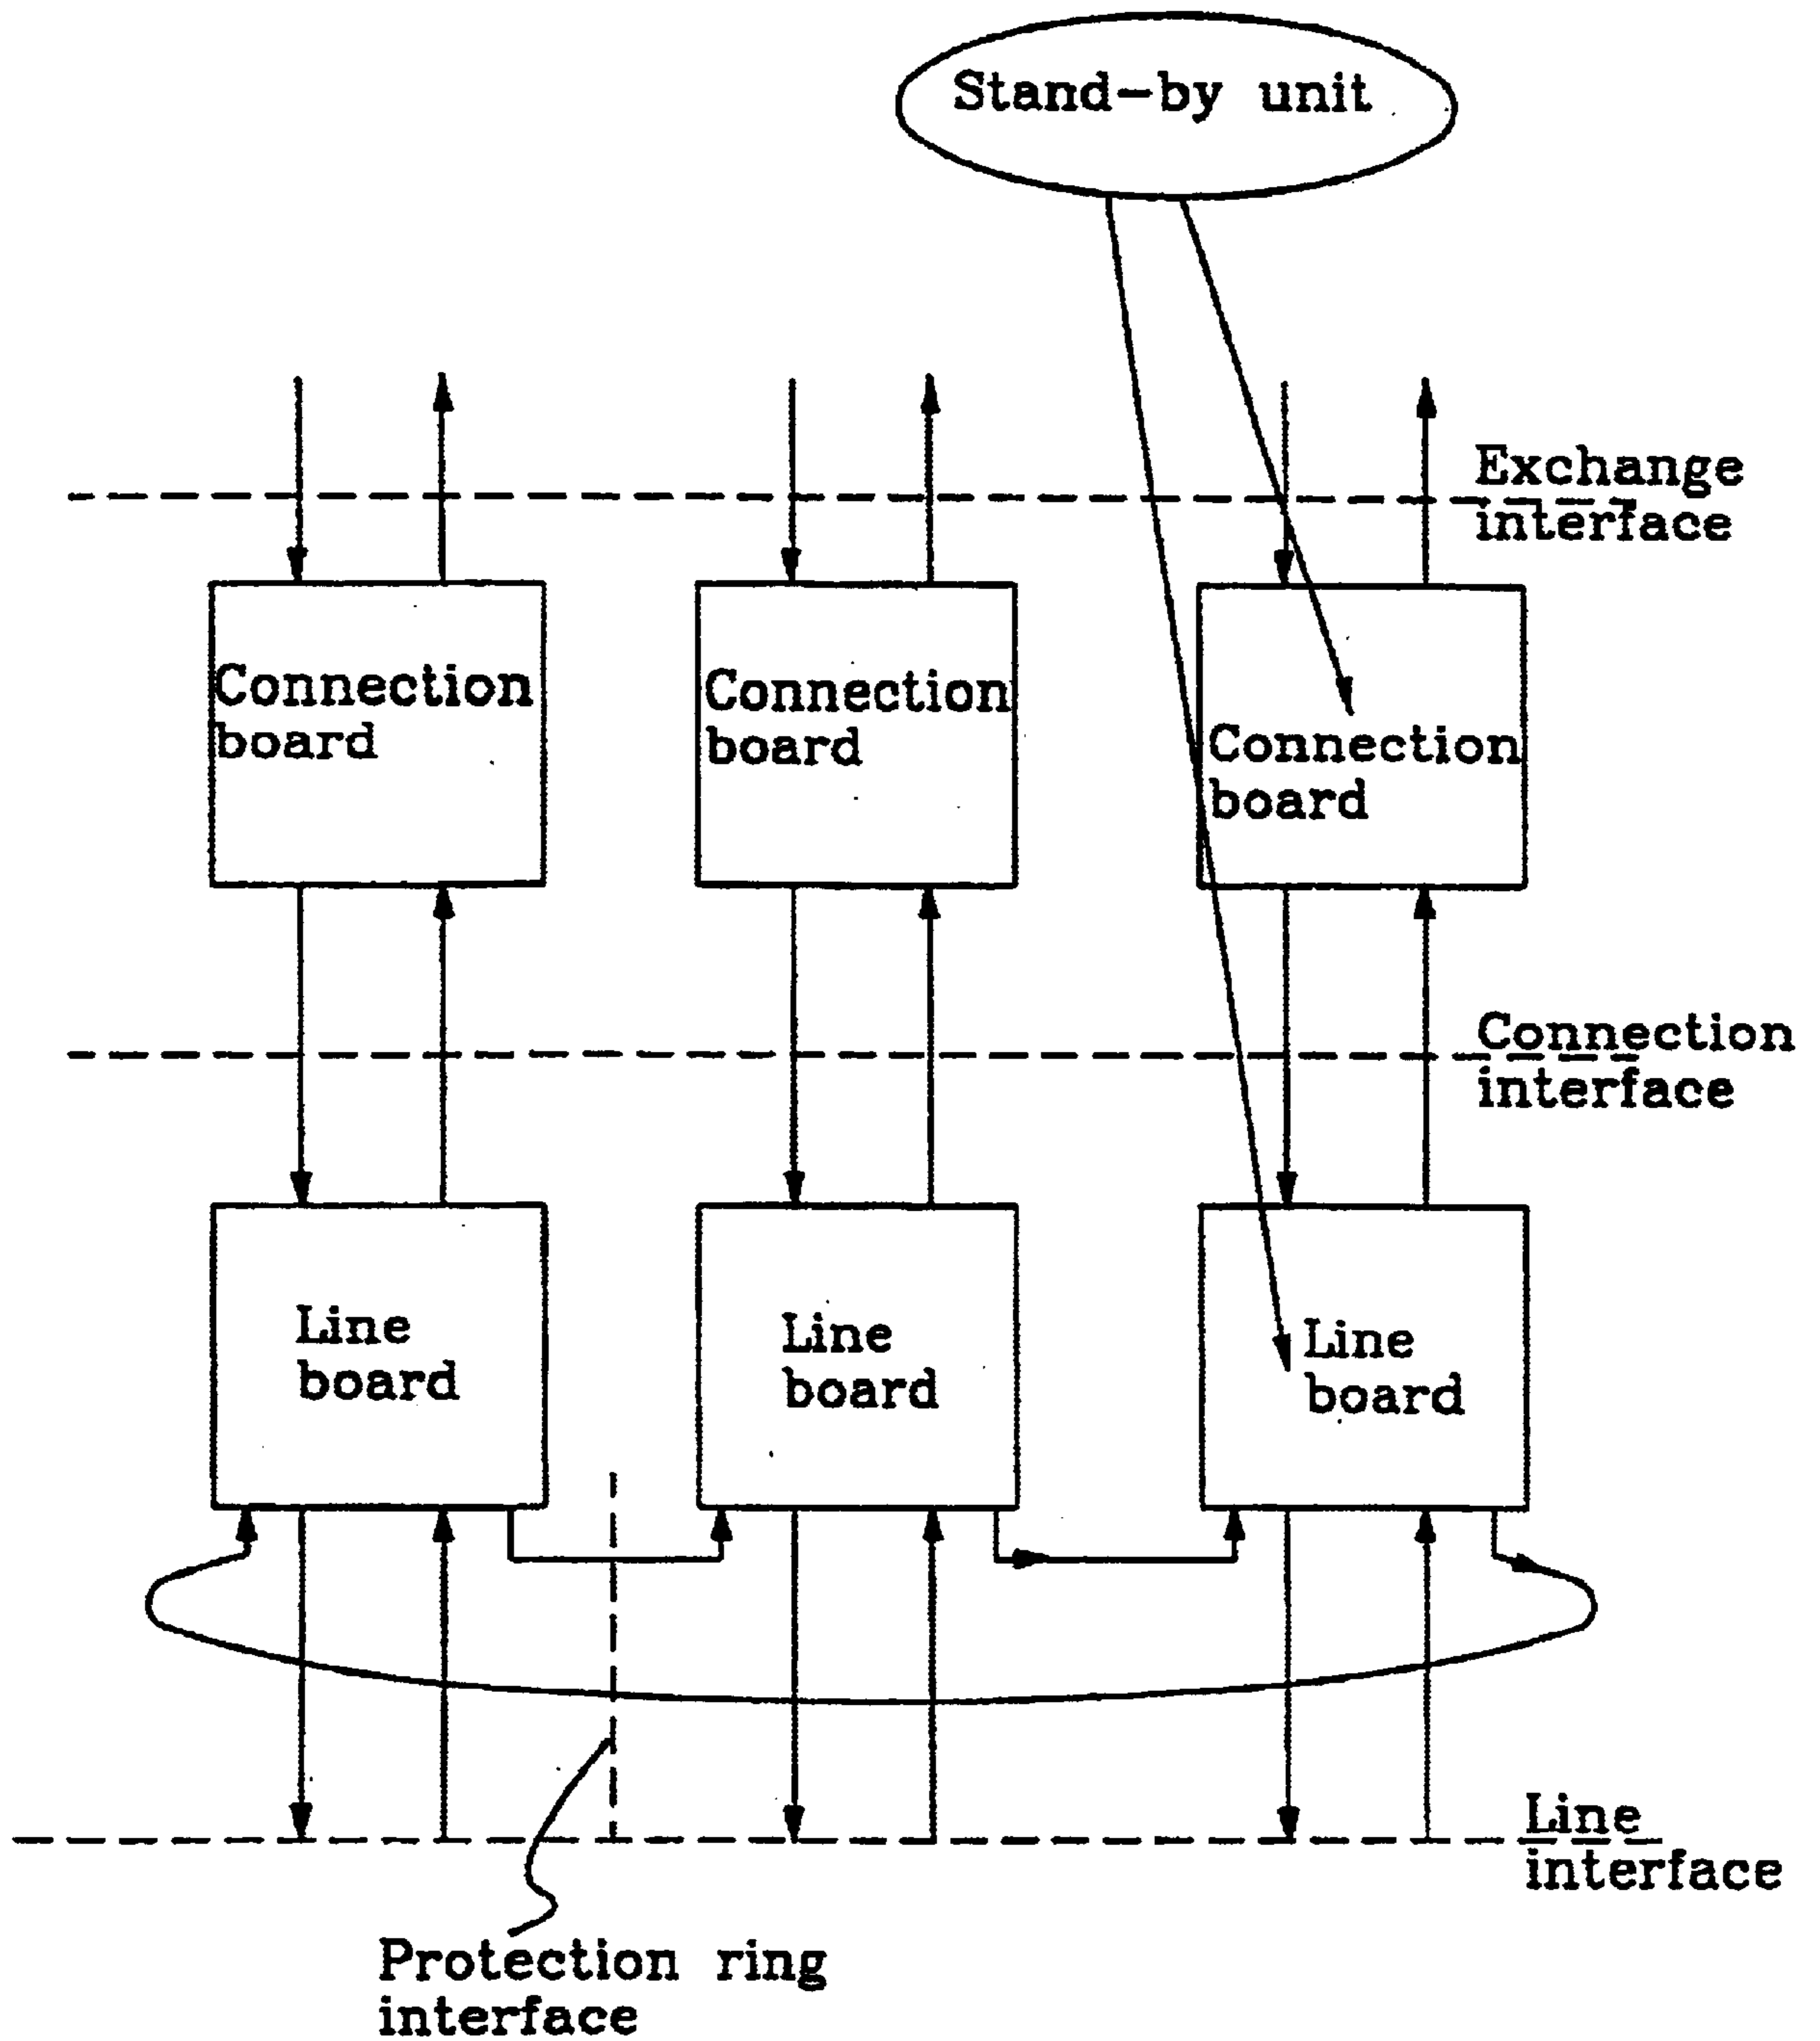 Stand-by unit
Exchange
interface
Connection
board
Connection
board
Connection
board
Connection
interface
Line
board
Line
board
Line
board
Line
interface
Protection ring
interface